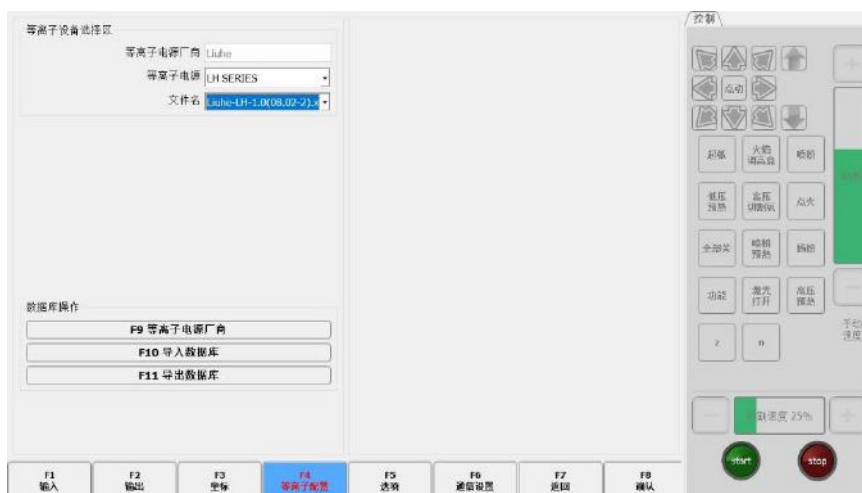 等离子设备选择区
等离子电源厂商 Liuhe
等离子电源 LH SERIES
文件名 Liuhe-LH-1.0(08.02-2).x
数据库操作
F9 等离子电源厂商
F10 导入数据库
F11 导出数据库
控制
点动
起弧
火焰
调高盒
喷粉
低压
预热
高压
切割氧
点火
全部关
喷粉
预热
功能
激光
打开
高压
预热
手动
速度
割速度 25%
start
stop
F1
输入
F2
输出
F3
坐标
F4
等离子配置
F5
选项
F6
通信设置
F7
返回
F8
确认